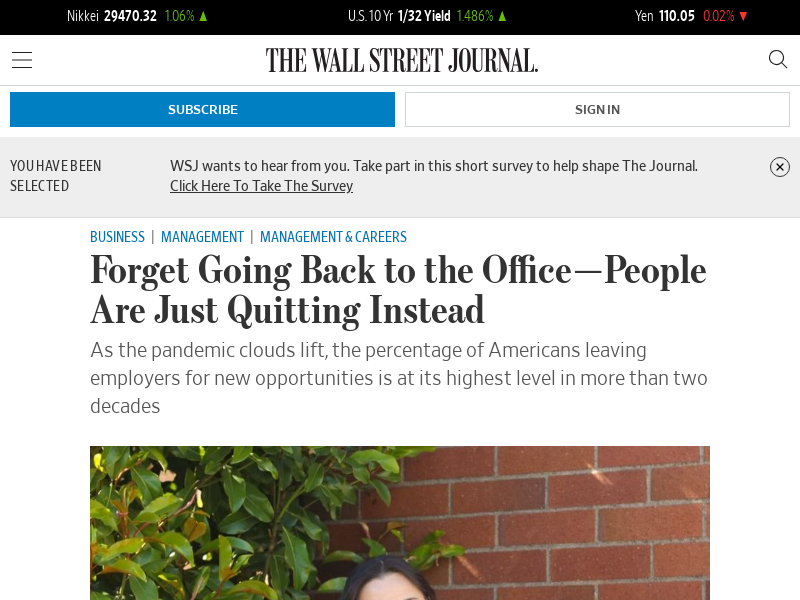 Nikkei 29470.32 1.06% ▲ U.S. 10 Yr 1/32 Yield 1.486% ▲ Yen 110.05 0.02% ▼
THE WALL STREET JOURNAL.
SUBSCRIBE SIGN IN
YOU HAVE BEEN SELECTED
WSJ wants to hear from you. Take part in this short survey to help shape The Journal.
Click Here To Take The Survey
BUSINESS | MANAGEMENT | MANAGEMENT & CAREERS
Forget Going Back to the Office—People
Are Just Quitting Instead
As the pandemic clouds lift, the percentage of Americans leaving
employers for new opportunities is at its highest level in more than two
decades